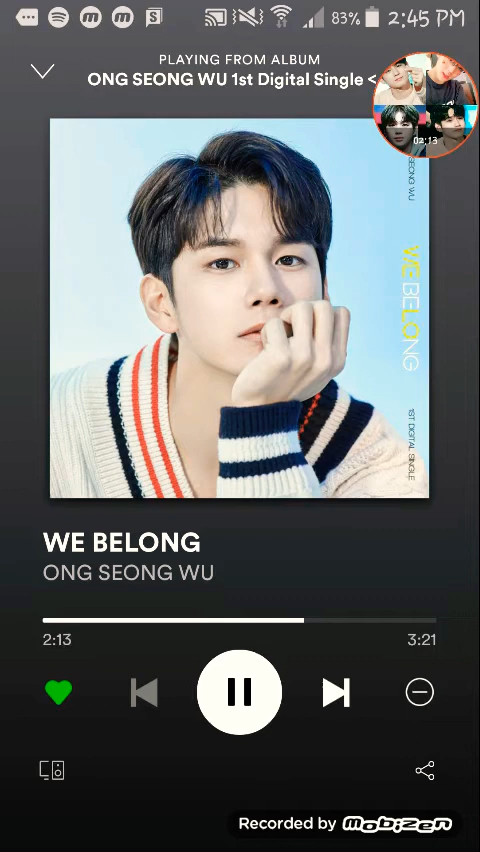 83% 2:45 PM
PLAYING FROM ALBUM
ONG SEONG WU 1st Digital Single <
02:13
SEONG WU
WE BELONG
1ST DIGITAL SINGLE
WE BELONG
ONG SEONG WU
2:13
3:21
Recorded by Mobizen